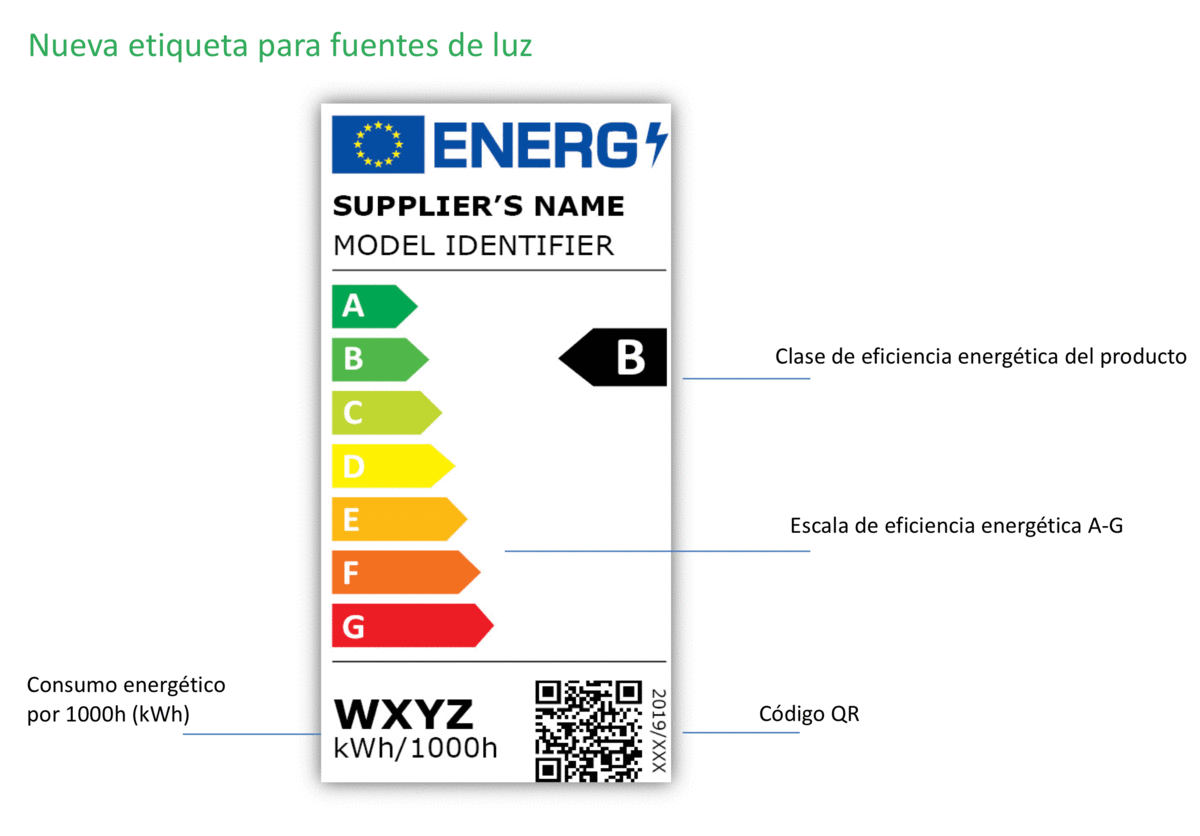 Nueva etiqueta para fuentes de luz
ENERG
SUPPLIER’S NAME
MODEL IDENTIFIER
A
B
B
Clase de eficiencia energética del producto
C
D
E
Escala de eficiencia energética A-G
F
G
Consumo energético
por 1000h (kWh)
WXYZ
kWh/1000h
2019/XXX
Código QR